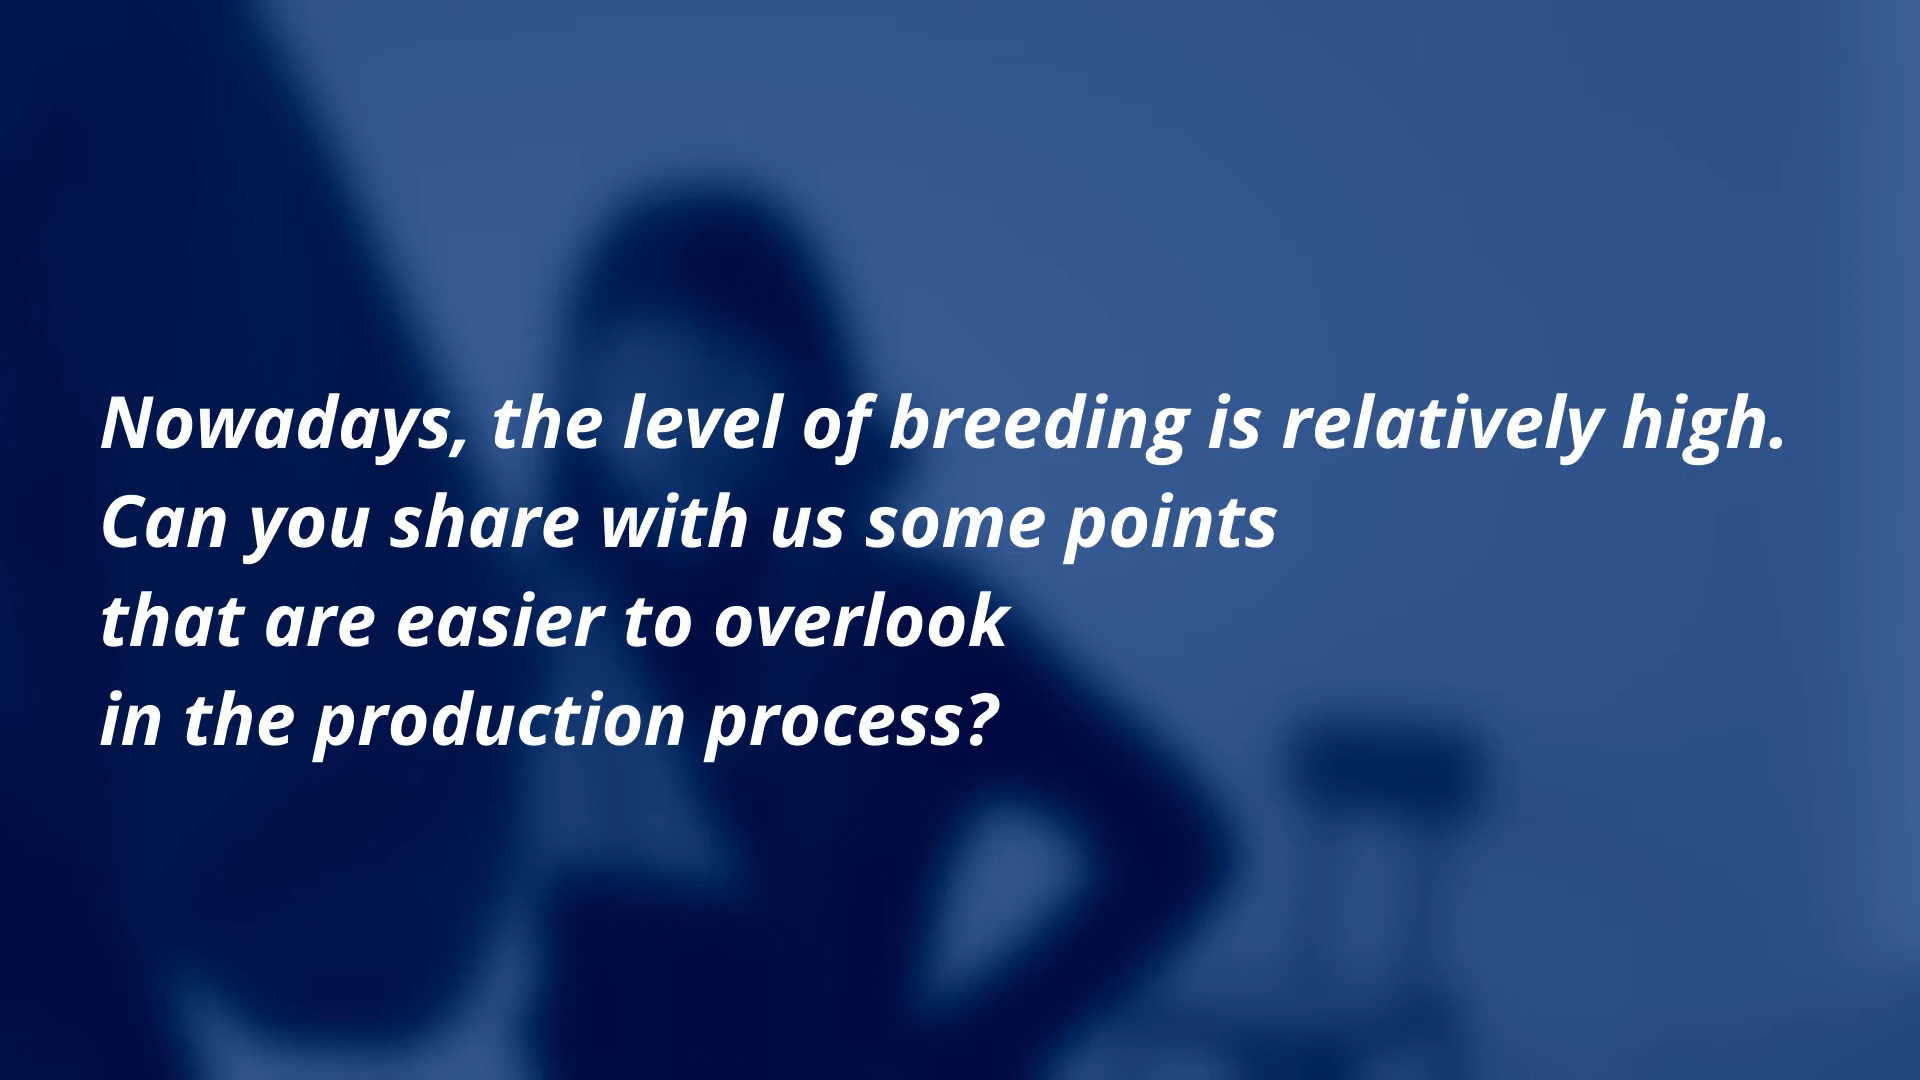 Nowadays, the level of breeding is relatively high.
Can you share with us some points
that are easier to overlook
in the production process?